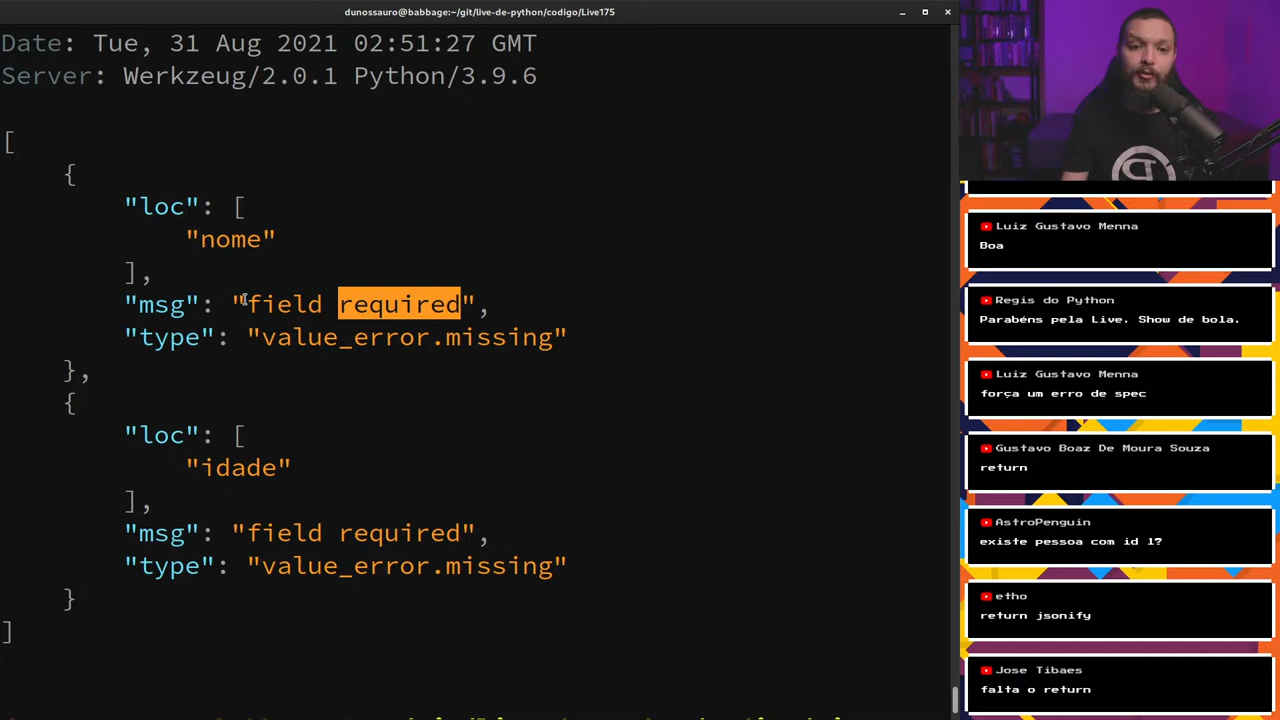 dunossauro@babbage:~/git/live-de-python/codigo/Live175
Date: Tue, 31 Aug 2021 02:51:27 GMT
Server: Werkzeug/2.0.1 Python/3.9.6
[
{
"loc": [
"nome"
],
"msg": "field required",
"type": "value_error.missing"
},
{
"loc": [
"idade"
],
"msg": "field required",
"type": "value_error.missing"
}
]
Luiz Gustavo Menna
Boa
Regis do Python
Parabéns pela Live. Show de bola.
Luiz Gustavo Menna
força um erro de spec
Gustavo Boaz De Moura Souza
return
AstroPenguin
existe pessoa com id 1?
etho
return jsonify
Jose Tibaes
falta o return